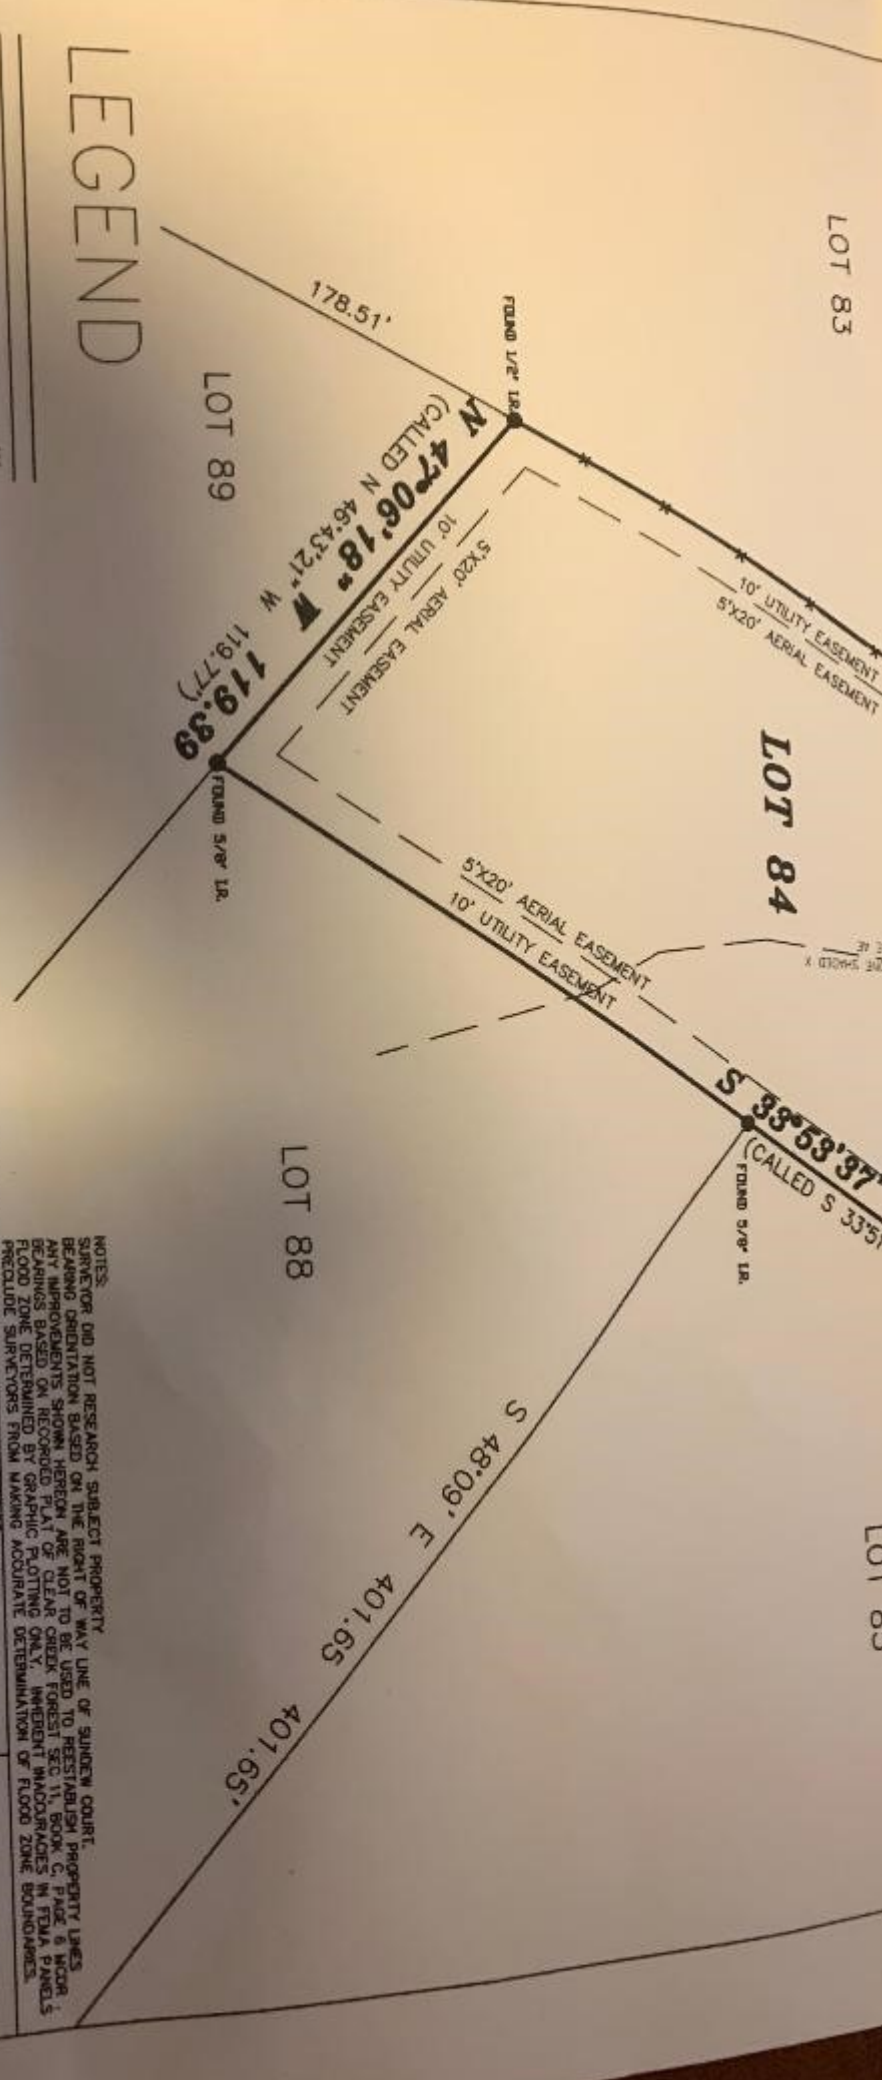 LEGEND
LOT 83
178.51'
FOUND 1/2" I.R.
LOT 89
N 47°06'18" W 119.39
(CALLED N 46°43'21" W 119.77')
10' UTILITY EASEMENT
5'X20' AERIAL EASEMENT
10' UTILITY EASEMENT
5'X20' AERIAL EASEMENT
LOT 84
FOUND 5/8" I.R.
5'X20' AERIAL EASEMENT
10' UTILITY EASEMENT
SHADED X
S 33°53'37"
(CALLED S 33°51
FOUND 5/8" I.R.
LOT 88
S 48°09' E 401.65 401.65'
LOT 85
NOTES:
SURVEYOR DID NOT RESEARCH SUBJECT PROPERTY
BEARING ORIENTATION BASED ON THE RIGHT OF WAY LINE OF SUNDEW COURT.
ANY IMPROVEMENTS SHOWN HEREON ARE NOT TO BE USED TO REESTABLISH PROPERTY LINES
BEARINGS BASED ON RECORDED PLAT OF CLEAR CREEK FOREST SEC 11, BOOK C, PAGE 6 MCDR
FLOOD ZONE DETERMINED BY GRAPHIC PLOTTING ONLY. INHERENT INACCURACIES IN FEMA PANELS
PRECLUDE SURVEYORS FROM MAKING ACCURATE DETERMINATION OF FLOOD ZONE BOUNDARIES.